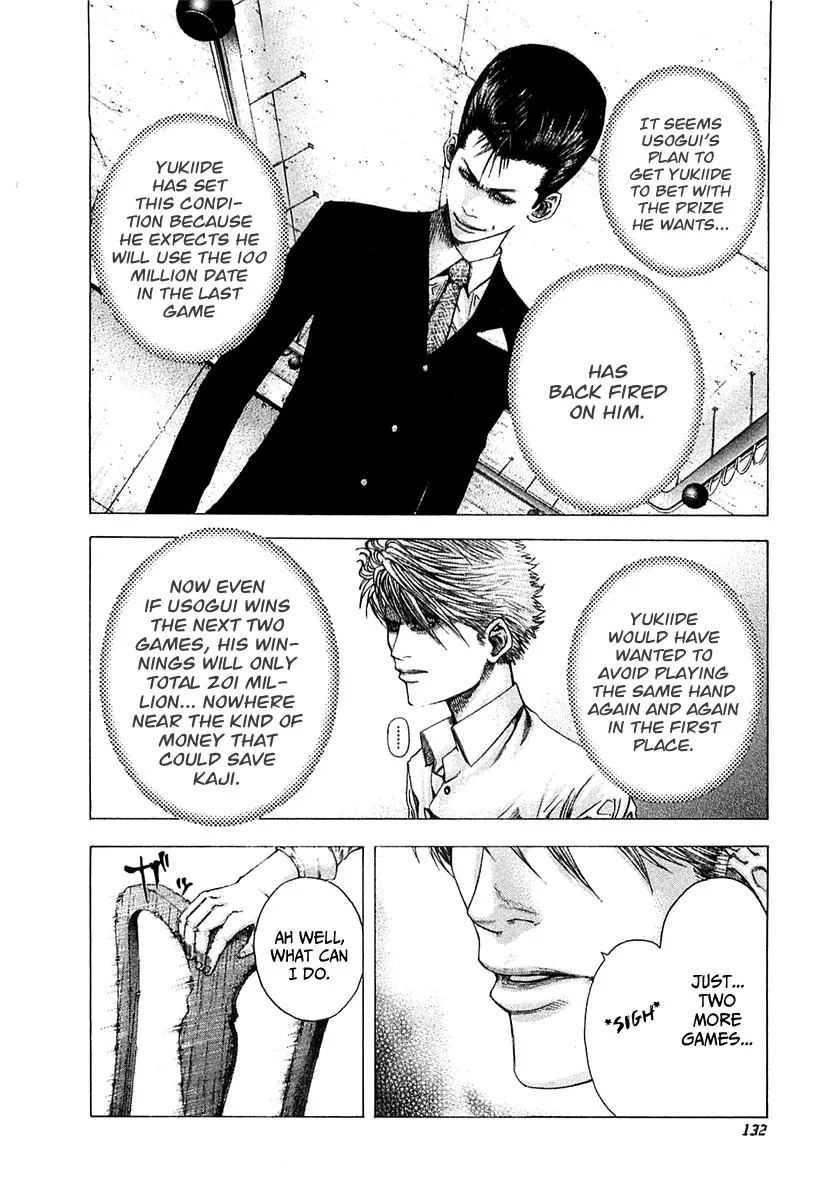 IT SEEMS
USOGUI'S
PLAN TO
GET YUKIIDE
TO BET WITH
THE PRIZE
HE WANTS...
HAS
BACK FIRED
ON HIM.
YUKIIDE
HAS SET
THIS CONDI-
TION BECAUSE
HE EXPECTS HE
WILL USE THE 100
MILLION DATE
IN THE LAST
GAME
YUKIIDE
WOULD HAVE
WANTED TO
AVOID PLAYING
THE SAME HAND
AGAIN AND AGAIN
IN THE FIRST
PLACE.
NOW EVEN
IF USOGUI WINS
THE NEXT TWO
GAMES, HIS WIN-
NINGS WILL ONLY
TOTAL 201 MIL-
LION... NOWHERE
NEAR THE KIND OF
MONEY THAT
COULD SAVE
KAJI.
......
JUST...
TWO
MORE
GAMES...
*SIGH*
AH WELL,
WHAT CAN
I DO.
132